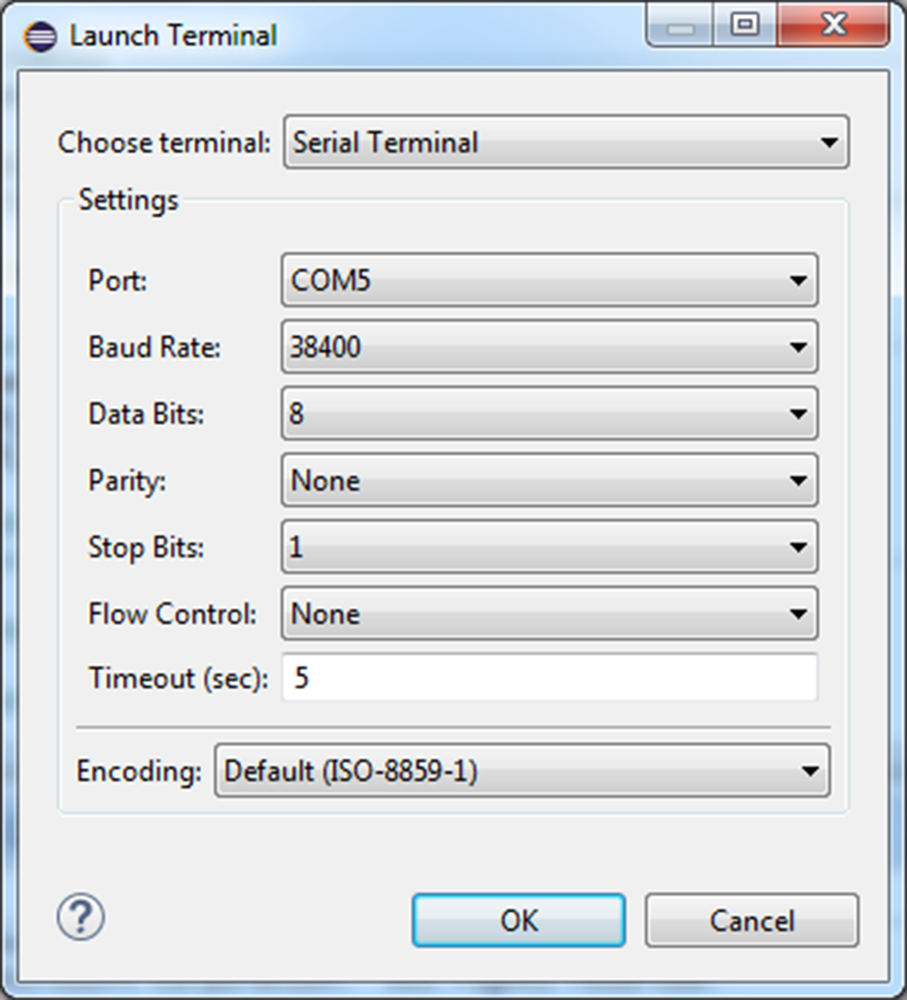 Launch Terminal
Choose terminal: Serial Terminal
Settings
Port: COM5
Baud Rate: 38400
Data Bits: 8
Parity: None
Stop Bits: 1
Flow Control: None
Timeout (sec): 5
Encoding: Default (ISO-8859-1)
? OK Cancel